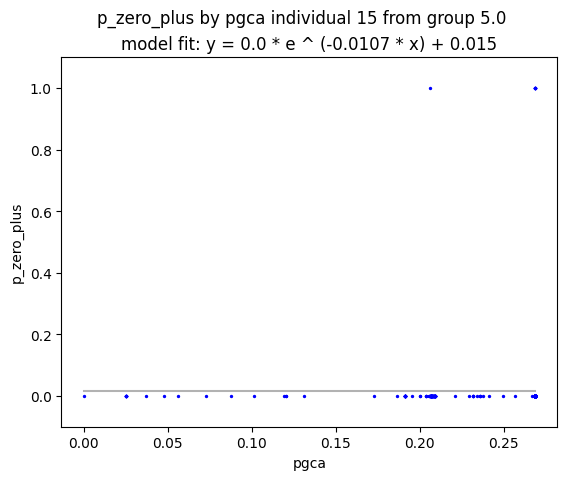 p_zero_plus by pgca individual 15 from group 5.0
model fit: y = 0.0 * e ^ (-0.0107 * x) + 0.015
1.0
0.8
0.6
0.4
0.2
0.0
p_zero_plus
0.00 0.05 0.10 0.15 0.20 0.25
pgca